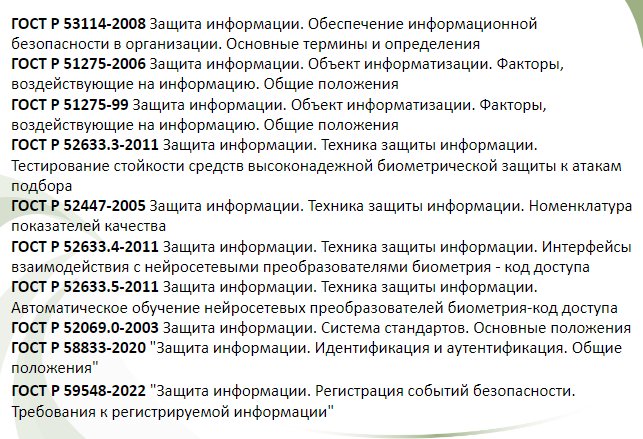 ГОСТ Р 53114-2008 Защита информации. Обеспечение информационной
безопасности в организации. Основные термины и определения
ГОСТ Р 51275-2006 Защита информации. Объект информатизации. Факторы,
воздействующие на информацию. Общие положения
ГОСТ Р 51275-99 Защита информации. Объект информатизации. Факторы,
воздействующие на информацию. Общие положения
ГОСТ Р 52633.3-2011 Защита информации. Техника защиты информации.
Тестирование стойкости средств высоконадежной биометрической защиты к атакам
подбора
ГОСТ Р 52447-2005 Защита информации. Техника защиты информации. Номенклатура
показателей качества
ГОСТ Р 52633.4-2011 Защита информации. Техника защиты информации. Интерфейсы
взаимодействия с нейросетевыми преобразователями биометрия - код доступа
ГОСТ Р 52633.5-2011 Защита информации. Техника защиты информации.
Автоматическое обучение нейросетевых преобразователей биометрия-код доступа
ГОСТ Р 52069.0-2003 Защита информации. Система стандартов. Основные положения
ГОСТ Р 58833-2020 "Защита информации. Идентификация и аутентификация. Общие
положения"
ГОСТ Р 59548-2022 "Защита информации. Регистрация событий безопасности.
Требования к регистрируемой информации"